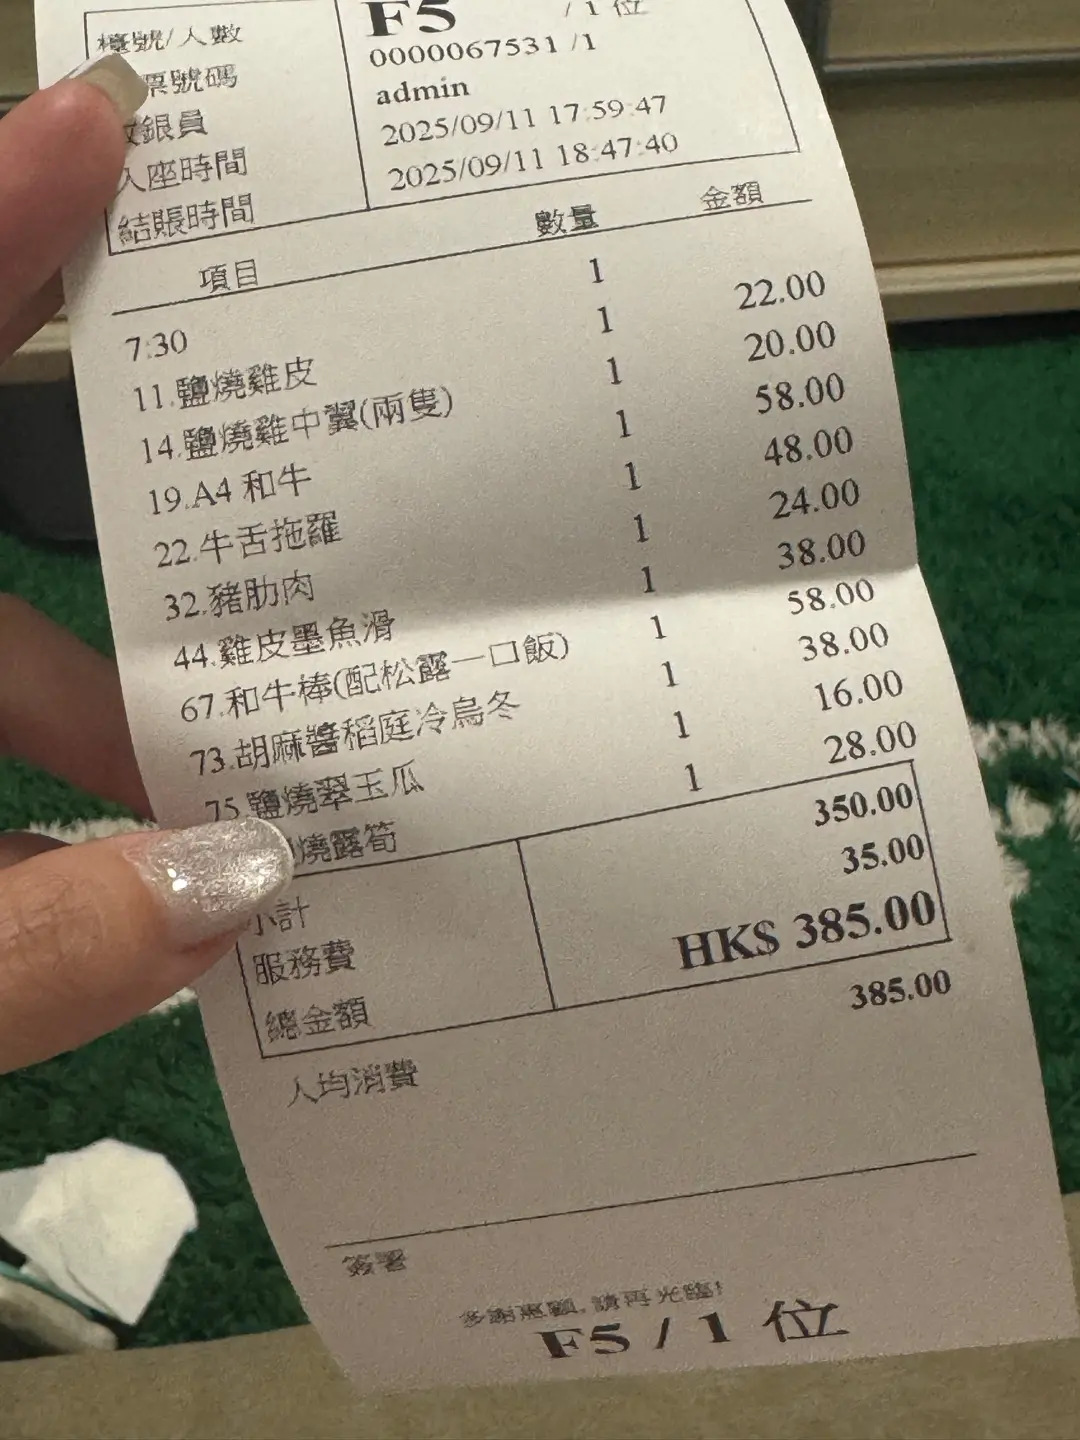 檯號/人數 F5 / 1 位
票號碼 0000067531 /1
收銀員 admin
入座時間 2025/09/11 17:59:47
結賬時間 2025/09/11 18:47:40
項目 數量 金額
7:30 1
11.鹽燒雞皮 1 22.00
14.鹽燒雞中翼(兩隻) 1 20.00
19.A4 和牛 1 58.00
22.牛舌拖羅 1 48.00
32.豬肋肉 1 24.00
44.雞皮墨魚滑 1 38.00
67.和牛棒(配松露一口飯) 1 58.00
73.胡麻醬稻庭冷烏冬 1 38.00
75.鹽燒翠玉瓜 1 16.00
燒露筍 1 28.00
小計 350.00
服務費 35.00
總金額 HK$ 385.00
人均消費 385.00
簽署
多謝惠顧,請再光臨!
F5 / 1 位